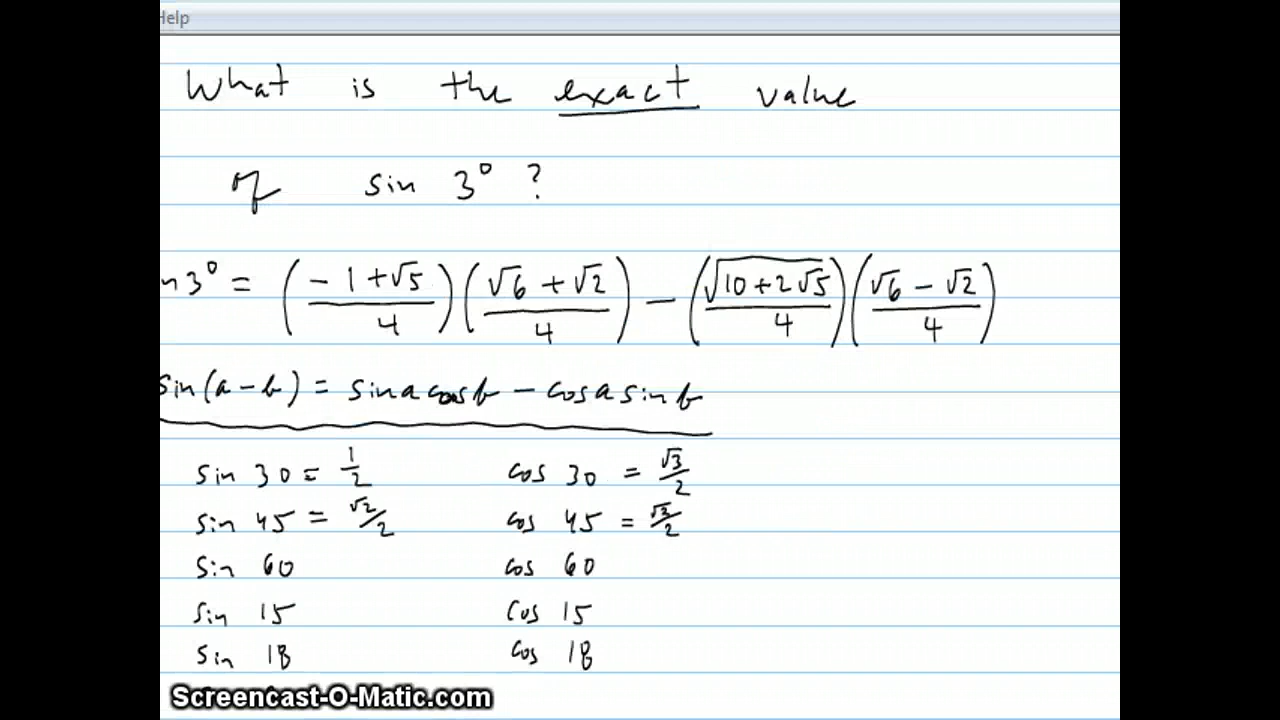 Help
What is the exact value
of sin 3° ?
n 3° = (-1+√5/4)(√6+√2/4) - (√10+2√5/4)(√6-√2/4)
sin(a-b) = sin a cos b - cos a sin b
sin 30 = 1/2 cos 30 = √3/2
sin 45 = √2/2 cos 45 = √2/2
sin 60 cos 60
sin 15 cos 15
sin 18 cos 18
Screencast-O-Matic.com